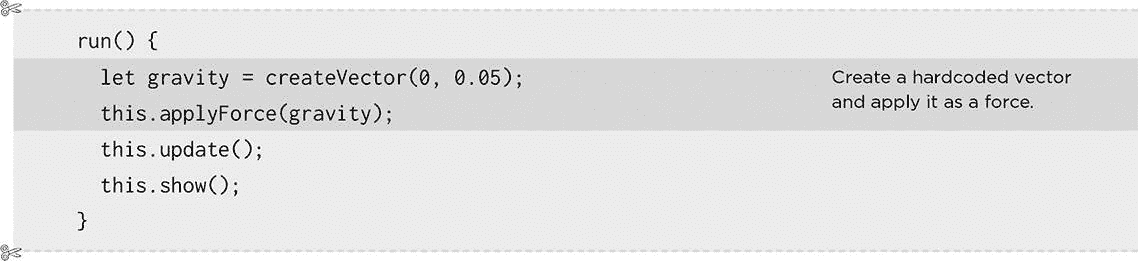 run() {
let gravity = createVector(0, 0.05);
Create a hardcoded vector
this.applyForce(gravity);
and apply it as a force.
this.update();
this.show();
}